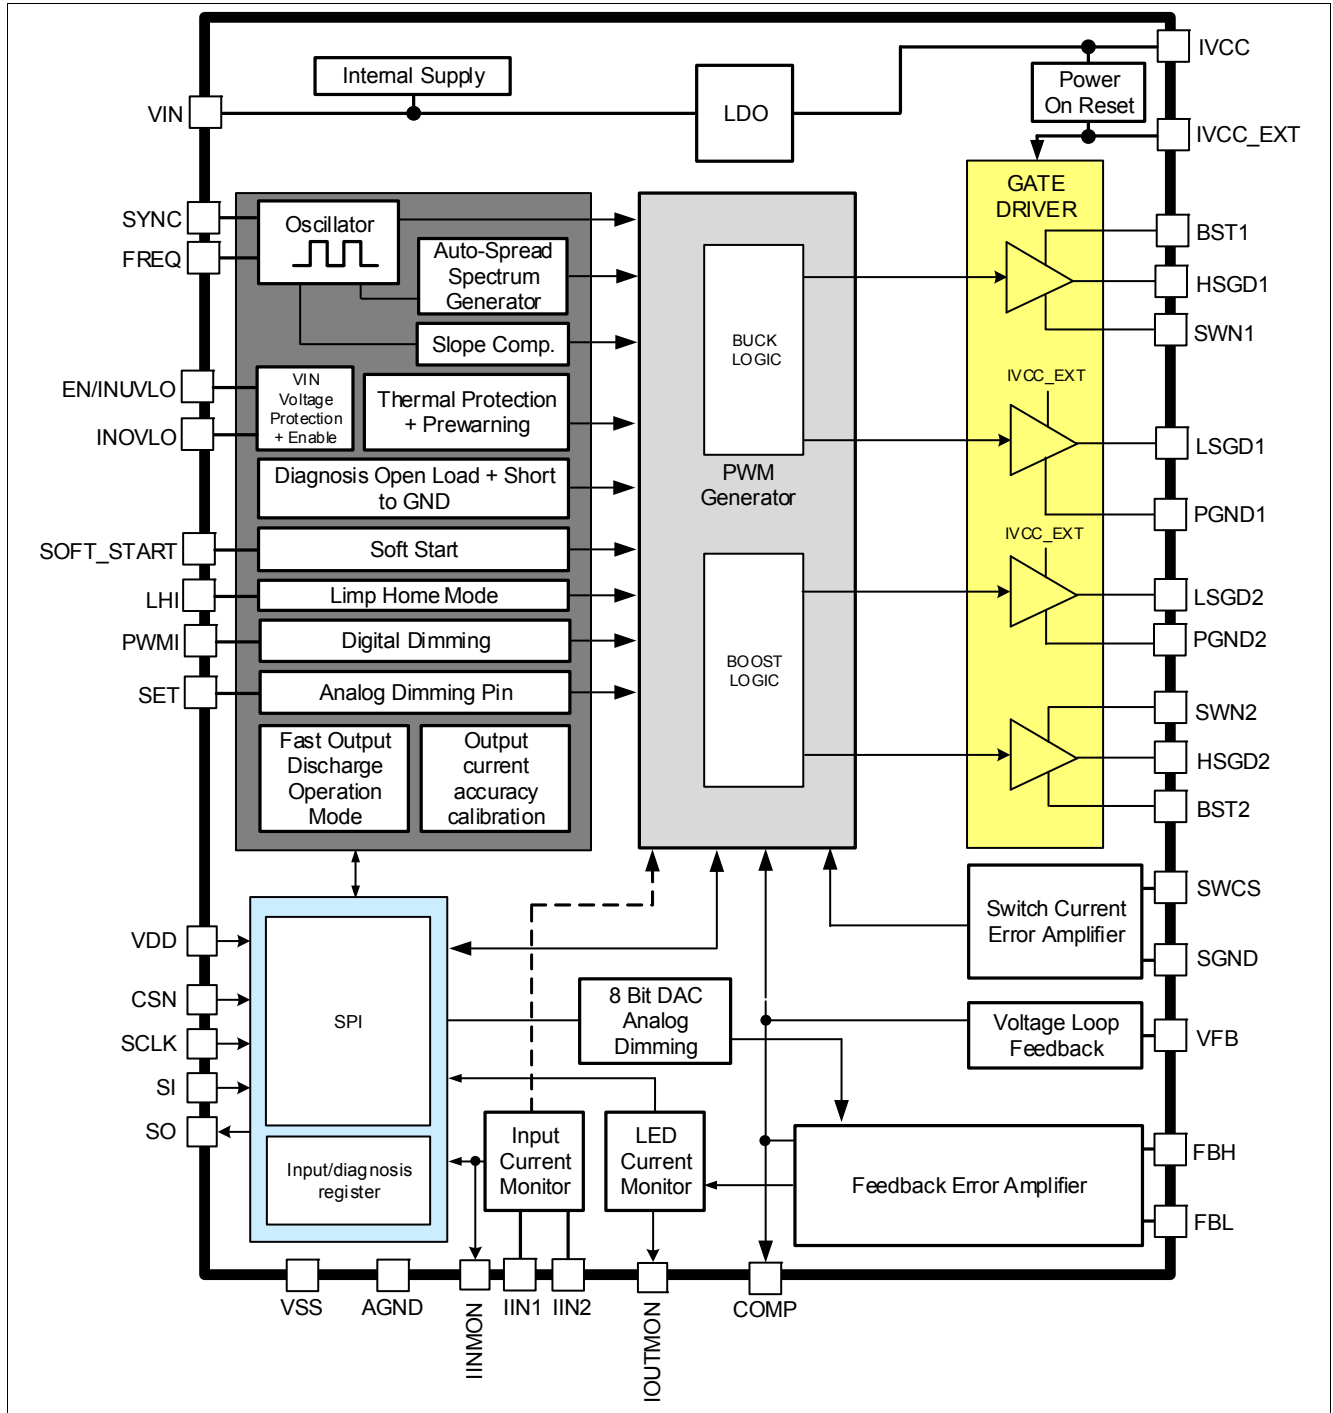 IVCC
Internal Supply
Power
On Reset
VIN
LDO
IVCC_EXT
GATE
DRIVER
SYNC
Oscillator
FREQ
Auto-Spread
Spectrum
Generator
BST1
HSGD1
SWN1
Slope Comp.
BUCK
LOGIC
EN/INUVLO
INOVLO
VIN
Voltage
Protection
+ Enable
Thermal Protection
+ Prewarning
IVCC_EXT
LSGD1
Diagnosis Open Load + Short
to GND
PWM
Generator
PGND1
IVCC_EXT
SOFT_START
Soft Start
LHI
Limp Home Mode
LSGD2
PWMI
Digital Dimming
PGND2
BOOST
LOGIC
SET
Analog Dimming Pin
SWN2
Fast Output
Discharge
Operation
Mode
Output
current
accuracy
calibration
HSGD2
BST2
SWCS
Switch Current
Error Amplifier
SGND
VDD
CSN
SCLK
SI
SO
SPI
8 Bit DAC
Analog
Dimming
Voltage Loop
Feedback
VFB
Input/diagnosis
register
Input
Current
Monitor
LED
Current
Monitor
Feedback Error Amplifier
FBH
FBL
VSS
AGND
IINMON
IIN1
IIN2
IOUTMON
COMP